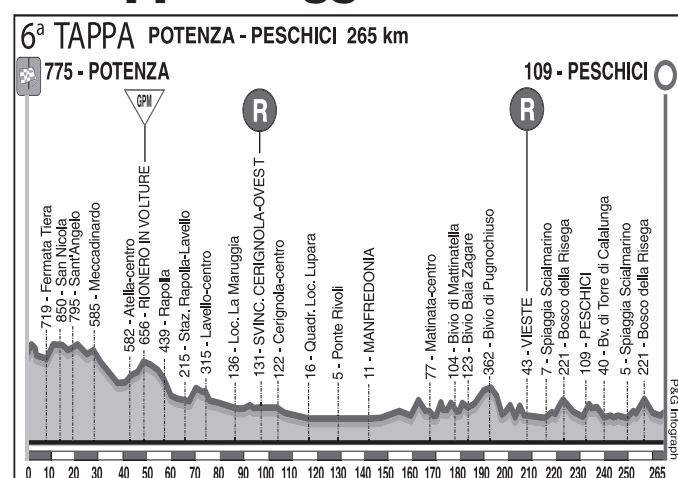 6ª TAPPA POTENZA - PESCHICI 265 km
775 - POTENZA
109 - PESCHICI
GPM
R
R
719 - Fermata Tiera
850 - San Nicola
795 - Sant'Angelo
585 - Meccadinardo
582 - Atella-centro
656 - RIONERO IN VOLTURE
439 - Rapolla
215 - Staz. Rapolla-Lavello
315 - Lavello-centro
136 - Loc. La Maruggia
131- SVINC. CERIGNOLA-OVEST
122 - Cerignola-centro
16 - Quadr. Loc. Lupara
5 - Ponte Rivoli
11 - MANFREDONIA
77 - Matinata-centro
104 - Bivio di Mattinatella
123 - Bivio Baia Zagare
362 - Bivio di Pugnochiuso
43 - VIESTE
7 - Spiaggia Scialmarino
221 - Bosco della Risega
109 - PESCHICI
40 - Bv. di Torre di Calalunga
5 - Spiaggia Scialmarino
221 - Bosco della Risega
P&G Infograph
0 10 20 30 40 50 60 70 80 90 100 110 120 130 140 150 160 170 180 190 200 210 220 230 240 250 265